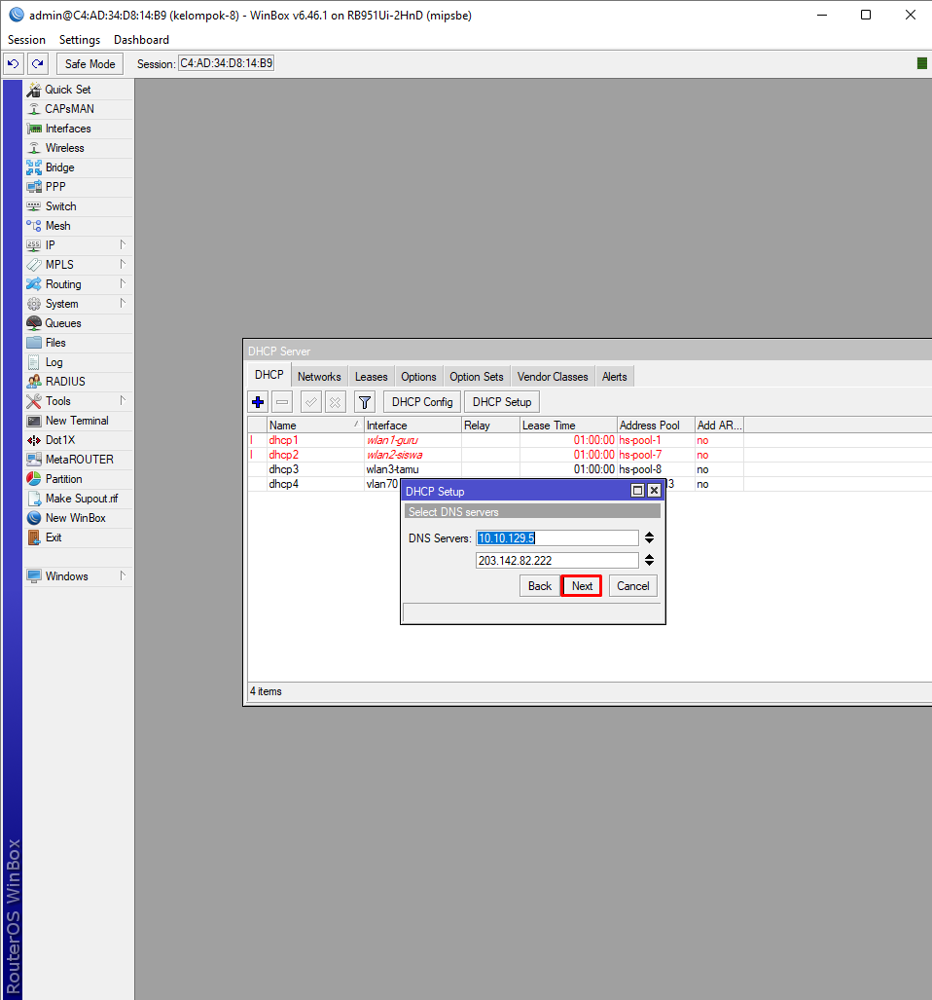 admin@C4:AD:34:D8:14:B9 (kelompok-8) - WinBox v6.46.1 on RB951Ui-2HnD (mipsbe)
Session Settings Dashboard
Safe Mode Session: C4:AD:34:D8:14:B9
Quick Set
CAPsMAN
Interfaces
Wireless
Bridge
PPP
Switch
Mesh
IP
MPLS
Routing
System
Queues
Files
Log
RADIUS
Tools
New Terminal
Dot1X
MetaROUTER
Partition
Make Supout.rif
New WinBox
Exit
Windows
RouterOS WinBox
DHCP Server
DHCP Networks Leases Options Option Sets Vendor Classes Alerts
DHCP Config DHCP Setup
Name Interface Relay Lease Time Address Pool Add AR...
I dhcp1 wlan1-guru 01:00:00 hs-pool-1 no
I dhcp2 wlan2-siswa 01:00:00 hs-pool-7 no
dhcp3 wlan3-tamu 01:00:00 hs-pool-8 no
dhcp4 vlan70 3 no
DHCP Setup
Select DNS servers
DNS Servers: 10.10.129.5
203.142.82.222
Back Next Cancel
4 items